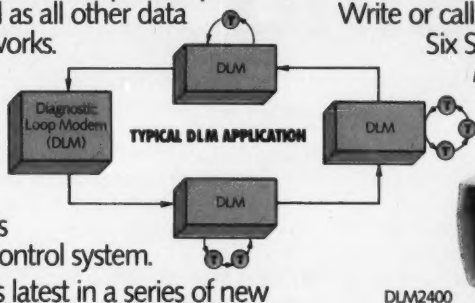 d as all other data
works.
Write or call
Six S
T
DLM
Diagnostic
Loop Modem
(DLM)
TYPICAL DLM APPLICATION
DLM
T
T
T
DLM
T
T
s
ontrol system.
s latest in a series of new
DLM2400